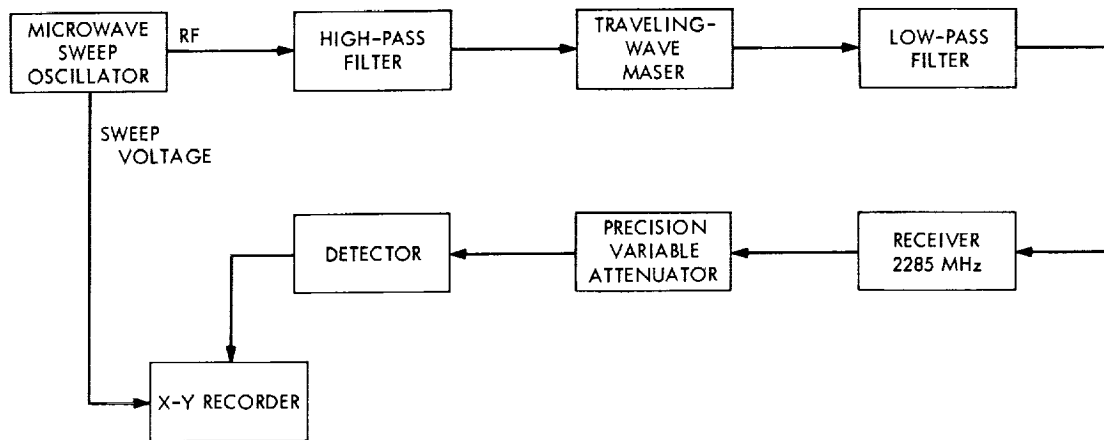 MICROWAVE
SWEEP
OSCILLATOR
RF
HIGH-PASS
FILTER
TRAVELING-
WAVE
MASER
LOW-PASS
FILTER
SWEEP
VOLTAGE
DETECTOR
PRECISION
VARIABLE
ATTENUATOR
RECEIVER
2285 MHz
X-Y RECORDER